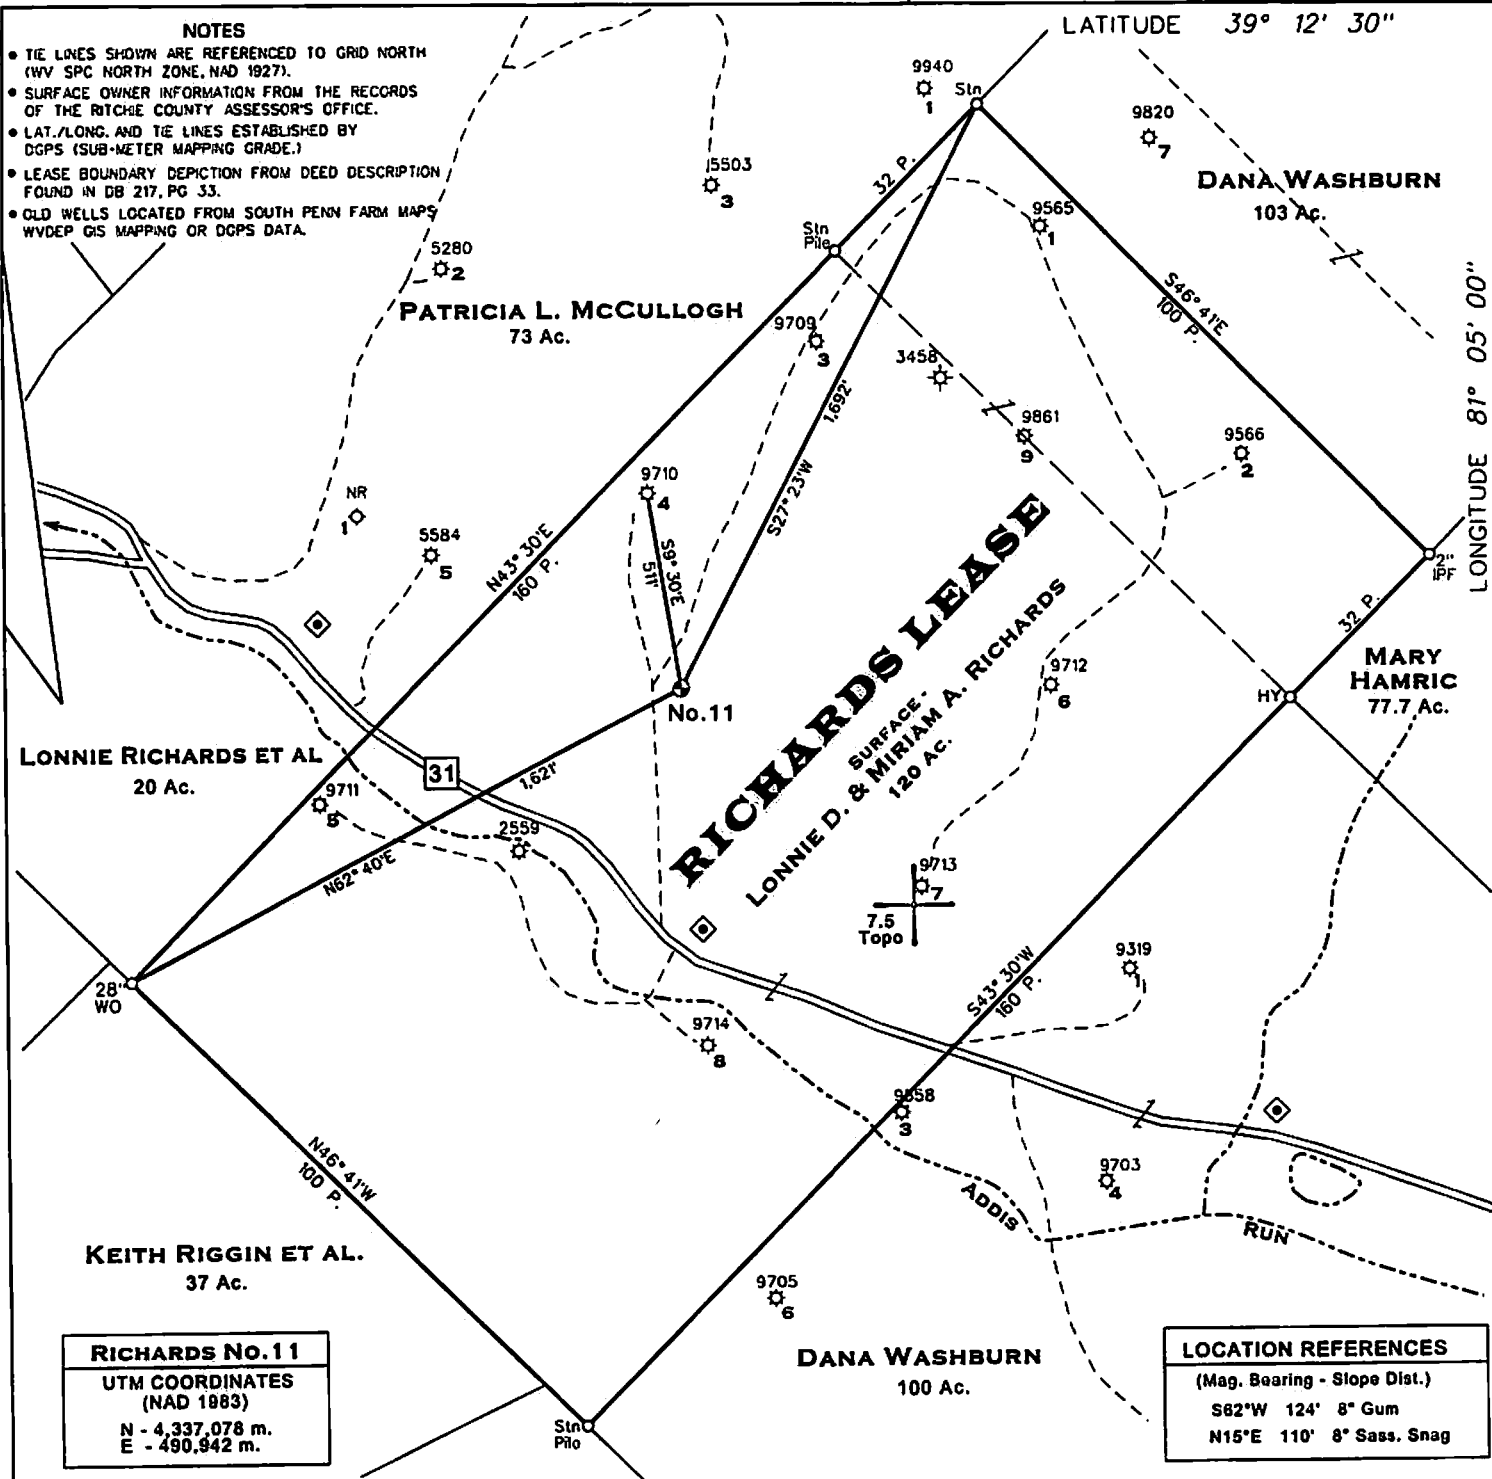 NOTES
• TIE LINES SHOWN ARE REFERENCED TO GRID NORTH
(WV SPC NORTH ZONE, NAD 1927).
• SURFACE OWNER INFORMATION FROM THE RECORDS
OF THE RITCHIE COUNTY ASSESSOR'S OFFICE.
• LAT./LONG. AND TIE LINES ESTABLISHED BY
DGPS (SUB-METER MAPPING GRADE.)
• LEASE BOUNDARY DEPICTION FROM DEED DESCRIPTION
FOUND IN DB 217, PG 33.
• OLD WELLS LOCATED FROM SOUTH PENN FARM MAPS
WVDEP GIS MAPPING OR DGPS DATA.
LATITUDE 39° 12' 30"
LONGITUDE 81° 05' 00"
9940
1
Stn
9820
7
DANA WASHBURN
103 Ac.
5503
3
32 P.
9565
1
Stn
Pile
5280
2
PATRICIA L. MCCULLOGH
73 Ac.
S46° 41'E
100 P.
9709
3
3458
1,692'
S27° 23'W
9861
9
9566
2
9710
4
NR
1
5584
5
N43° 30'E
160 P.
S9° 30'E
511'
2"
IPF
32 P.
MARY
HAMRIC
77.7 Ac.
HY
RICHARDS LEASE
SURFACE -
LONNIE D. & MIRIAM A. RICHARDS
120 AC.
9712
6
No.11
LONNIE RICHARDS ET AL
20 Ac.
31
1,621'
N62° 40'E
9711
5
2559
9713
7
7.5
Topo
28"
WO
S43° 30'W
160 P.
9319
1
9714
8
9558
3
9703
4
ADDIS
RUN
N46° 41'W
100 P.
KEITH RIGGIN ET AL.
37 Ac.
9705
6
DANA WASHBURN
100 Ac.
Stn
Pile
RICHARDS NO.11
UTM COORDINATES
(NAD 1983)
N - 4,337,078 m.
E - 490,942 m.
LOCATION REFERENCES
(Mag. Bearing - Slope Dist.)
S62°W 124' 8" Gum
N15°E 110' 8" Sass. Snag